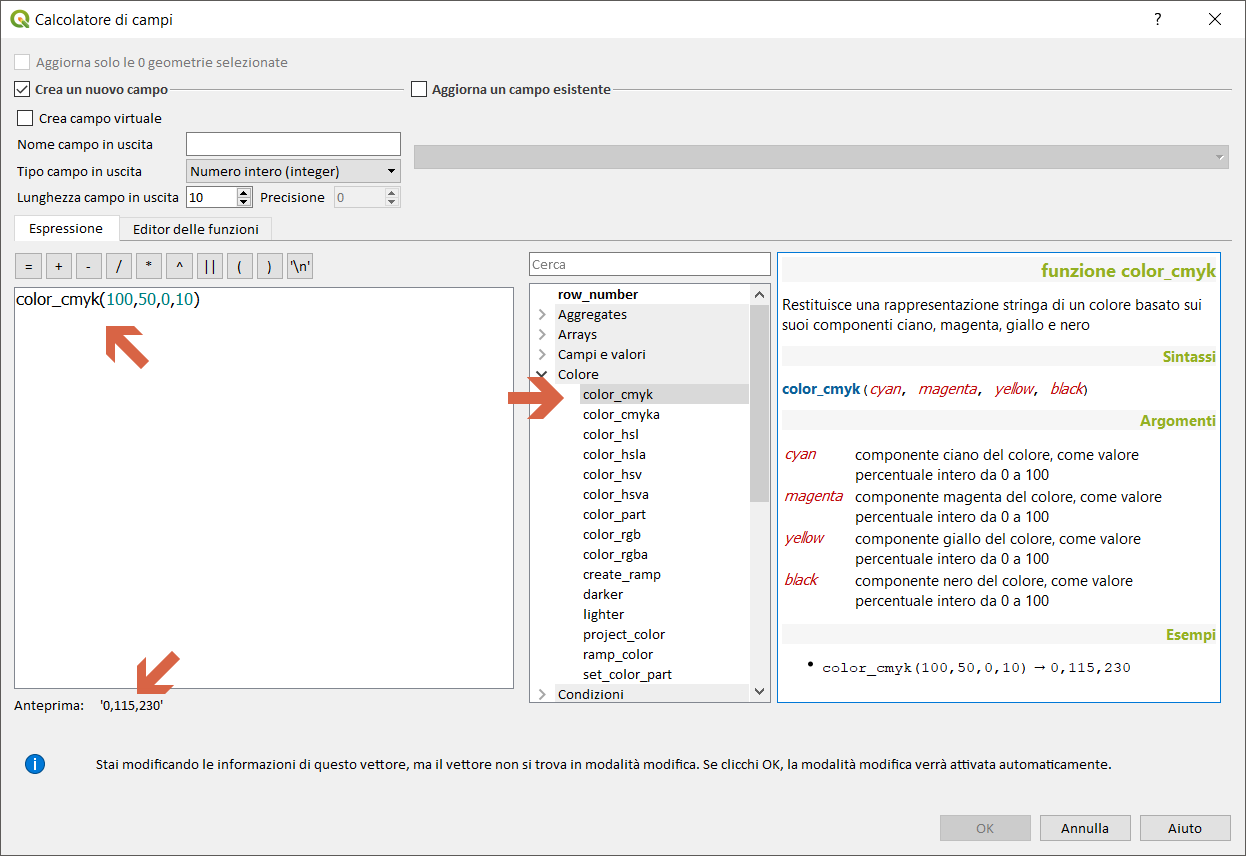 Calcolatore di campi
?
Aggiorna solo le 0 geometrie selezionate
Crea un nuovo campo
Aggiorna un campo esistente
Crea campo virtuale
Nome campo in uscita
Tipo campo in uscita
Numero intero (integer)
Lunghezza campo in uscita
10
Precisione
0
Espressione
Editor delle funzioni
= + - / * ^ || ( ) '\n'
color_cmyk(100,50,0,10)
Anteprima: '0,115,230'
Cerca
row_number
Aggregates
Arrays
Campi e valori
Colore
color_cmyk
color_cmyka
color_hsl
color_hsla
color_hsv
color_hsva
color_part
color_rgb
color_rgba
create_ramp
darker
lighter
project_color
ramp_color
set_color_part
Condizioni
funzione color_cmyk
Restituisce una rappresentazione stringa di un colore basato sui
suoi componenti ciano, magenta, giallo e nero
Sintassi
color_cmyk(cyan, magenta, yellow, black)
Argomenti
cyan componente ciano del colore, come valore
percentuale intero da 0 a 100
magenta componente magenta del colore, come valore
percentuale intero da 0 a 100
yellow componente giallo del colore, come valore
percentuale intero da 0 a 100
black componente nero del colore, come valore
percentuale intero da 0 a 100
Esempi
• color_cmyk(100,50,0,10) → 0,115,230
i
Stai modificando le informazioni di questo vettore, ma il vettore non si trova in modalità modifica. Se clicchi OK, la modalità modifica verrà attivata automaticamente.
OK
Annulla
Aiuto